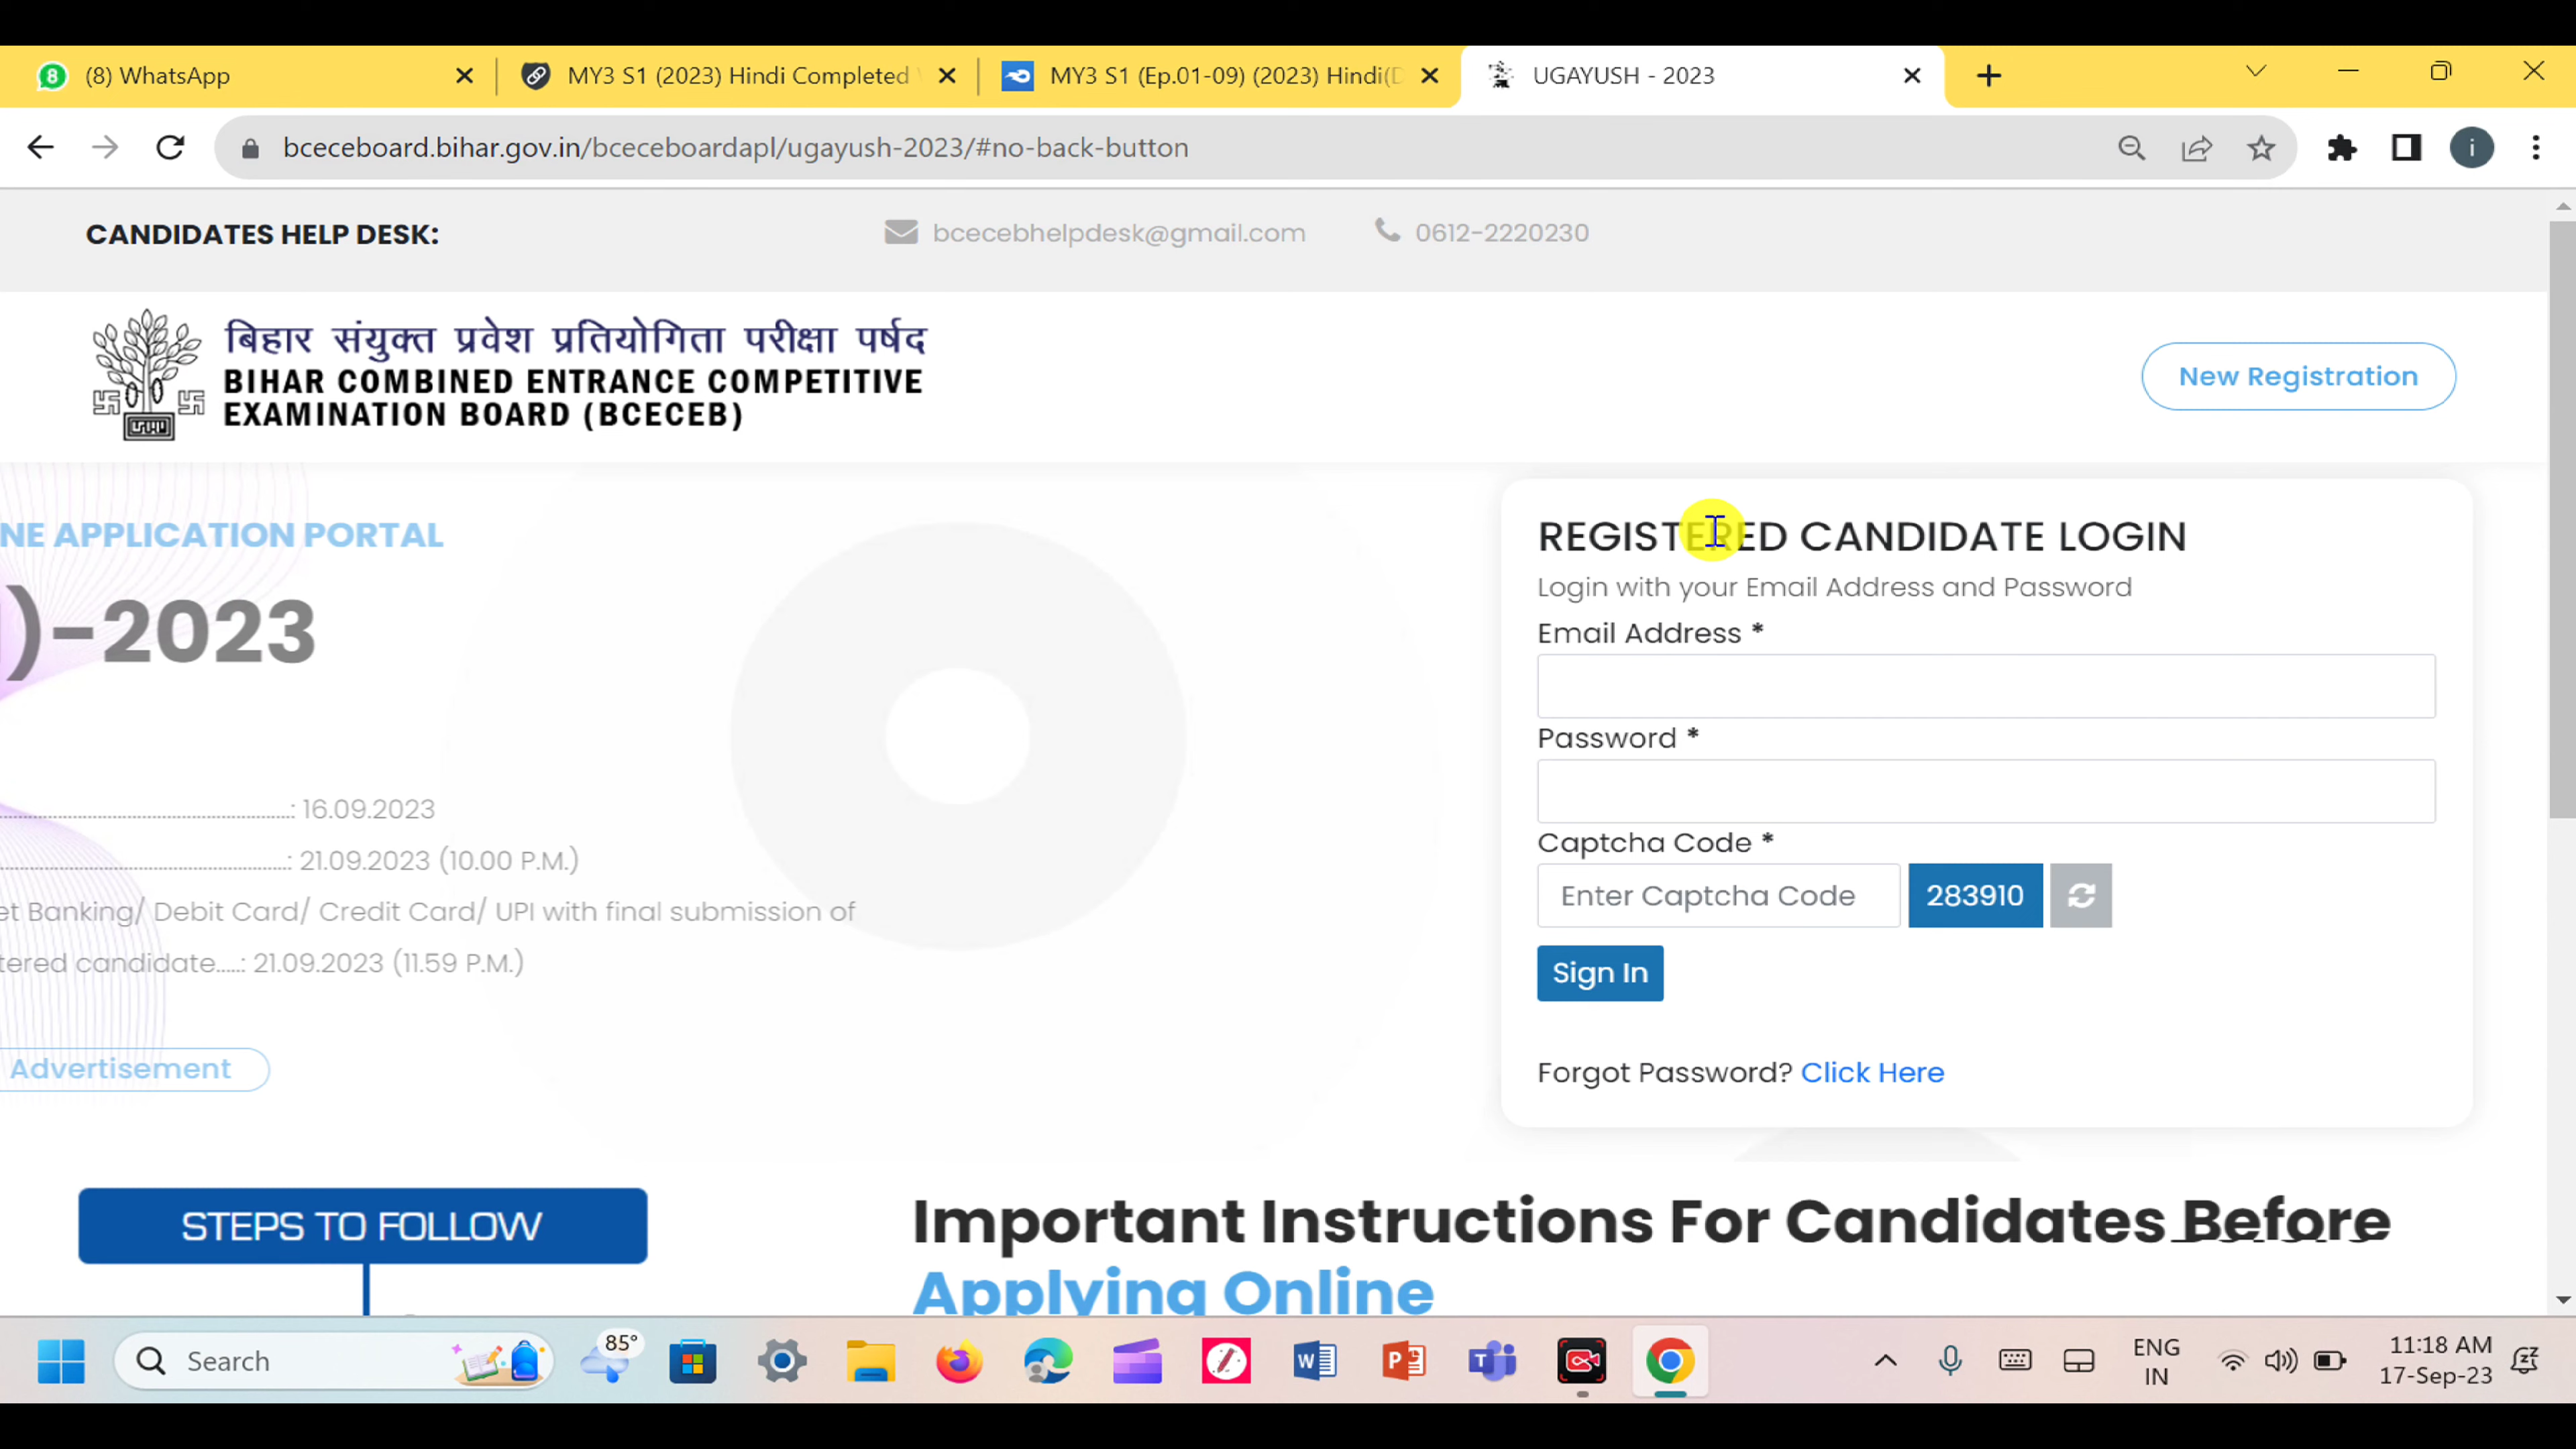 (8) WhatsApp
MY3 S1 (2023) Hindi Completed
MY3 S1 (Ep.01-09) (2023) Hindi(D
UGAYUSH - 2023
bceceboard.bihar.gov.in/bceceboardapl/ugayush-2023/#no-back-button
CANDIDATES HELP DESK:
bcecebhelpdesk@gmail.com
0612-2220230
बिहार संयुक्त प्रवेश प्रतियोगिता परीक्षा पर्षद
BIHAR COMBINED ENTRANCE COMPETITIVE
EXAMINATION BOARD (BCECEB)
New Registration
NE APPLICATION PORTAL
)-2023
: 16.09.2023
: 21.09.2023 (10.00 P.M.)
et Banking/ Debit Card/ Credit Card/ UPI with final submission of
tered candidate.....: 21.09.2023 (11.59 P.M.)
Advertisement
REGISTERED CANDIDATE LOGIN
Login with your Email Address and Password
Email Address *
Password *
Captcha Code *
Enter Captcha Code
283910
Sign In
Forgot Password? Click Here
STEPS TO FOLLOW
Important Instructions For Candidates Before
Applying Online
Search
85°
ENG
IN
11:18 AM
17-Sep-23